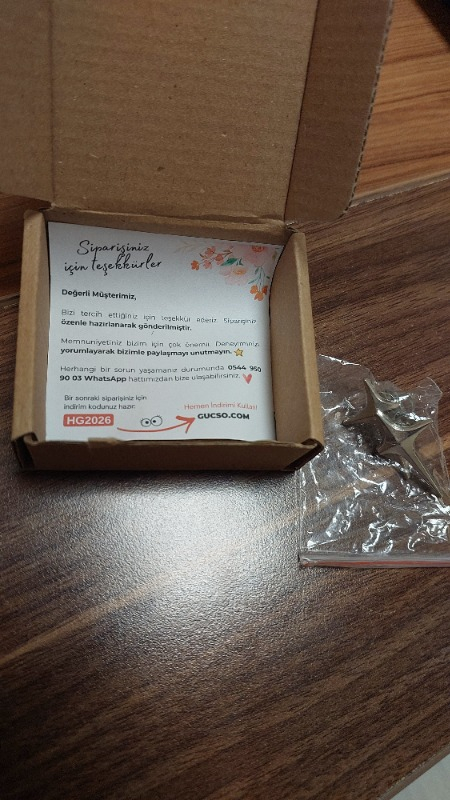 Siparişiniz
için teşekkürler
Değerli Müşterimiz,
Bizi tercih ettiğiniz için teşekkür ederiz. Siparişiniz
özenle hazırlanarak gönderilmiştir.
Memnuniyetiniz bizim için çok önemli. Deneyiminizi
yorumlayarak bizimle paylaşmayı unutmayın.
Herhangi bir sorun yaşamanız durumunda 0544 950
90 03 WhatsApp hattımızdan bize ulaşabilirsiniz.
Bir sonraki siparişiniz için
indirim kodunuz hazır:
HG2026
Hemen İndirimi Kullan!
GUCSO.COM